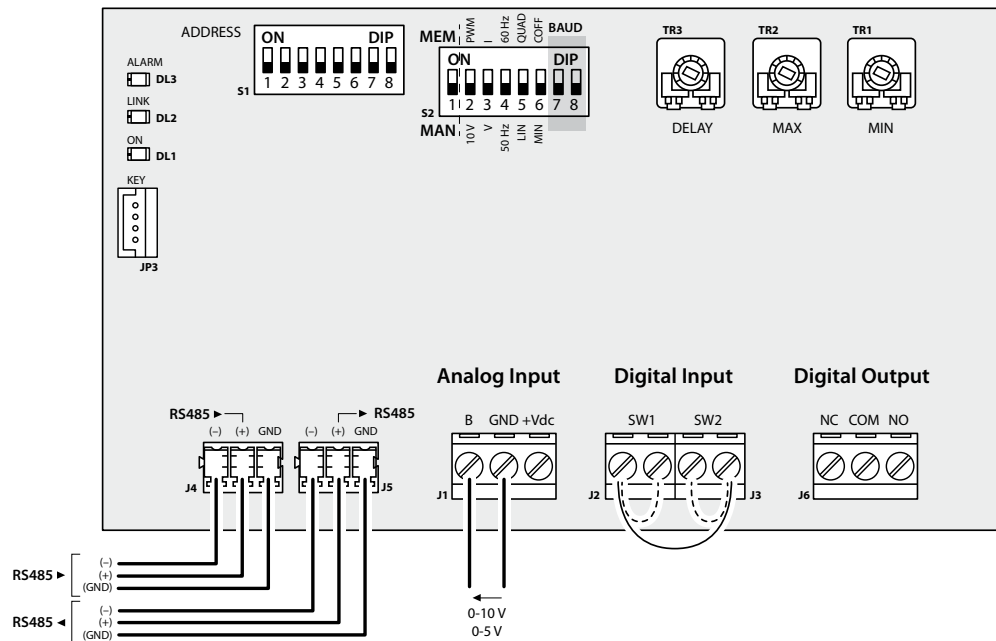 ADDRESS
ON DIP
1 2 3 4 5 6 7 8
S1
MEM PWM I 60 Hz QUAD COFF BAUD
ON DIP
1 2 3 4 5 6 7 8
S2
MAN 10 V V 50 Hz LIN MIN
TR3 TR2 TR1
DELAY MAX MIN
ALARM
DL3
LINK
DL2
ON
DL1
KEY
JP3
Analog Input Digital Input Digital Output
RS485 RS485
(–) (+) GND (–) (+) GND
B GND +Vdc SW1 SW2 NC COM NO
J4 J5 J1 J2 J3 J6
RS485 (–)
(+)
(GND)
RS485 (–)
(+)
(GND)
0-10 V
0-5 V